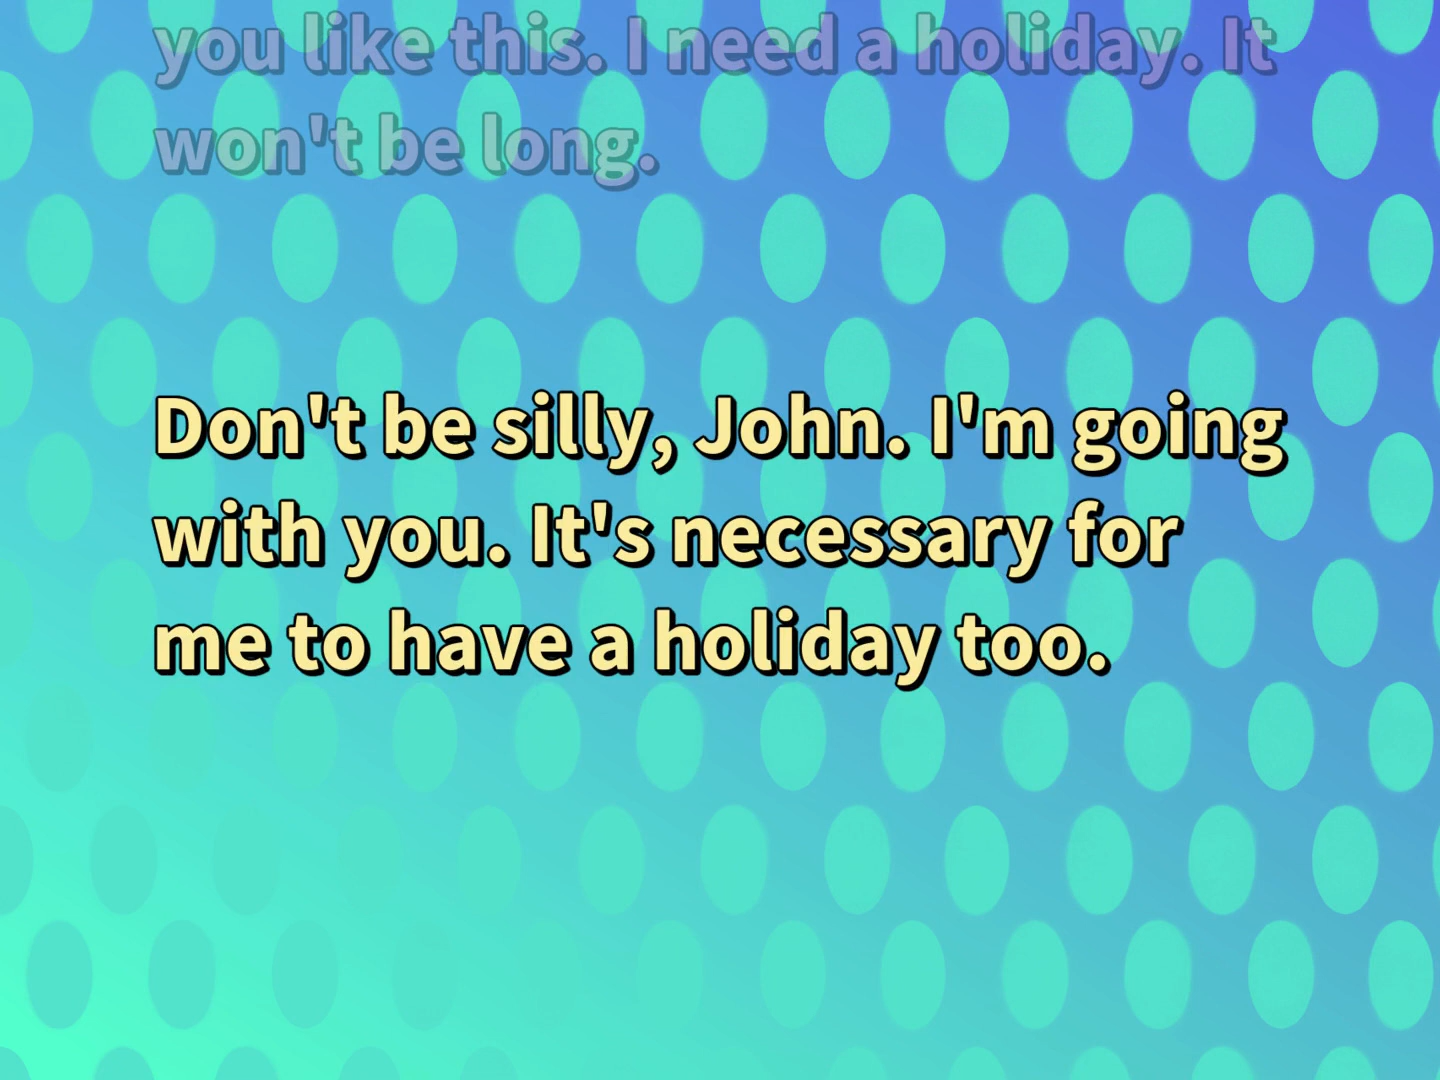 you like this. I need a holiday. It
won't be long.
Don't be silly, John. I'm going
with you. It's necessary for
me to have a holiday too.